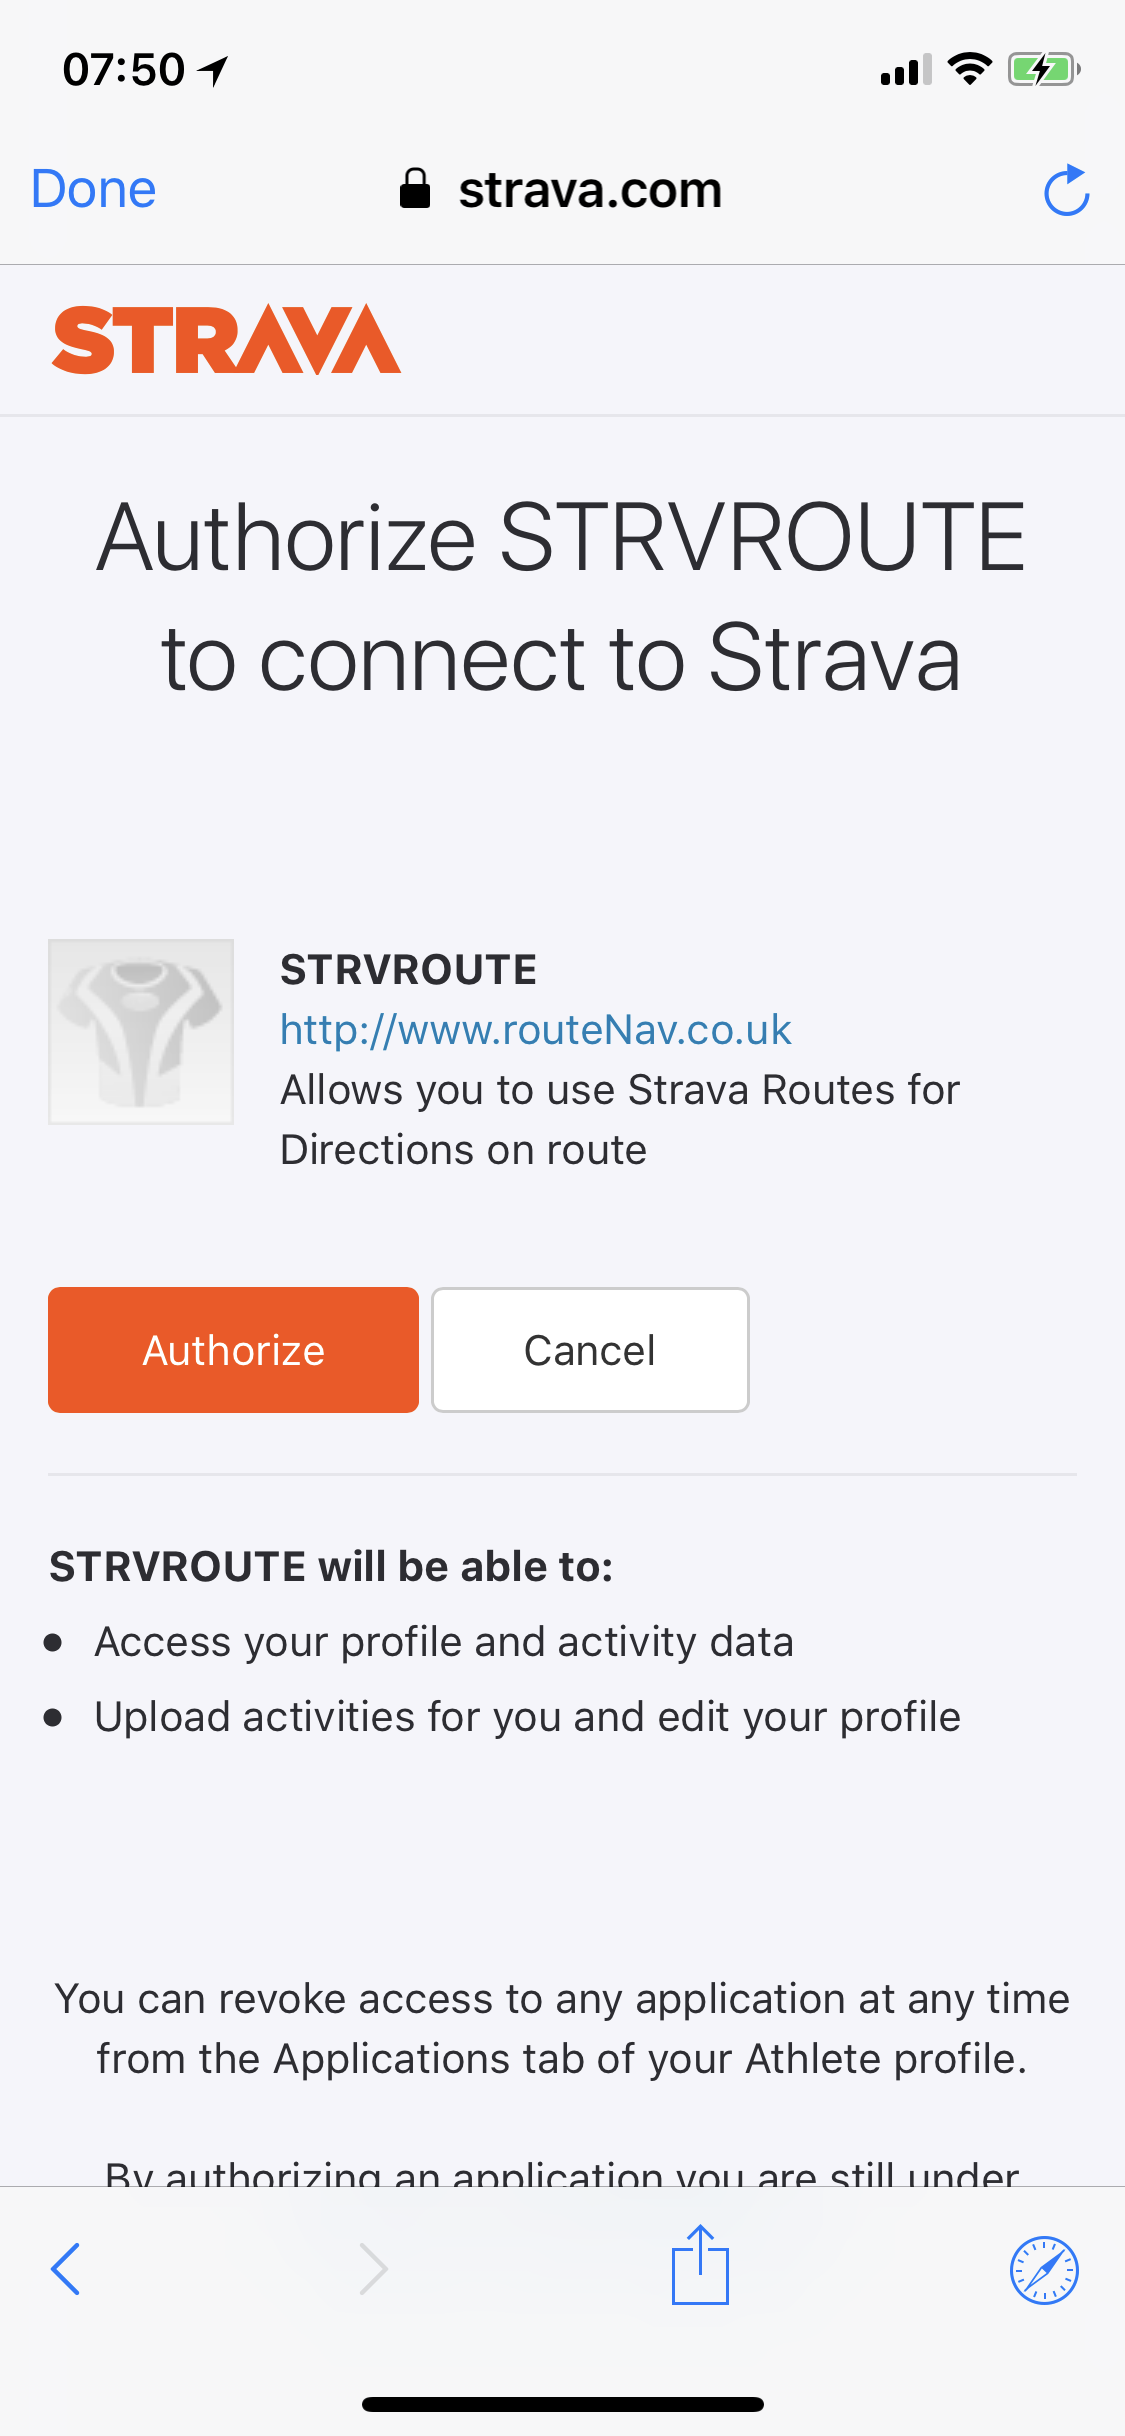 07:50
Done
strava.com
STRAVA
Authorize STRVROUTE
to connect to Strava
STRVROUTE
http://www.routeNav.co.uk
Allows you to use Strava Routes for
Directions on route
Authorize
Cancel
STRVROUTE will be able to:
• Access your profile and activity data
• Upload activities for you and edit your profile
You can revoke access to any application at any time
from the Applications tab of your Athlete profile.
By authorizing an application you are still under